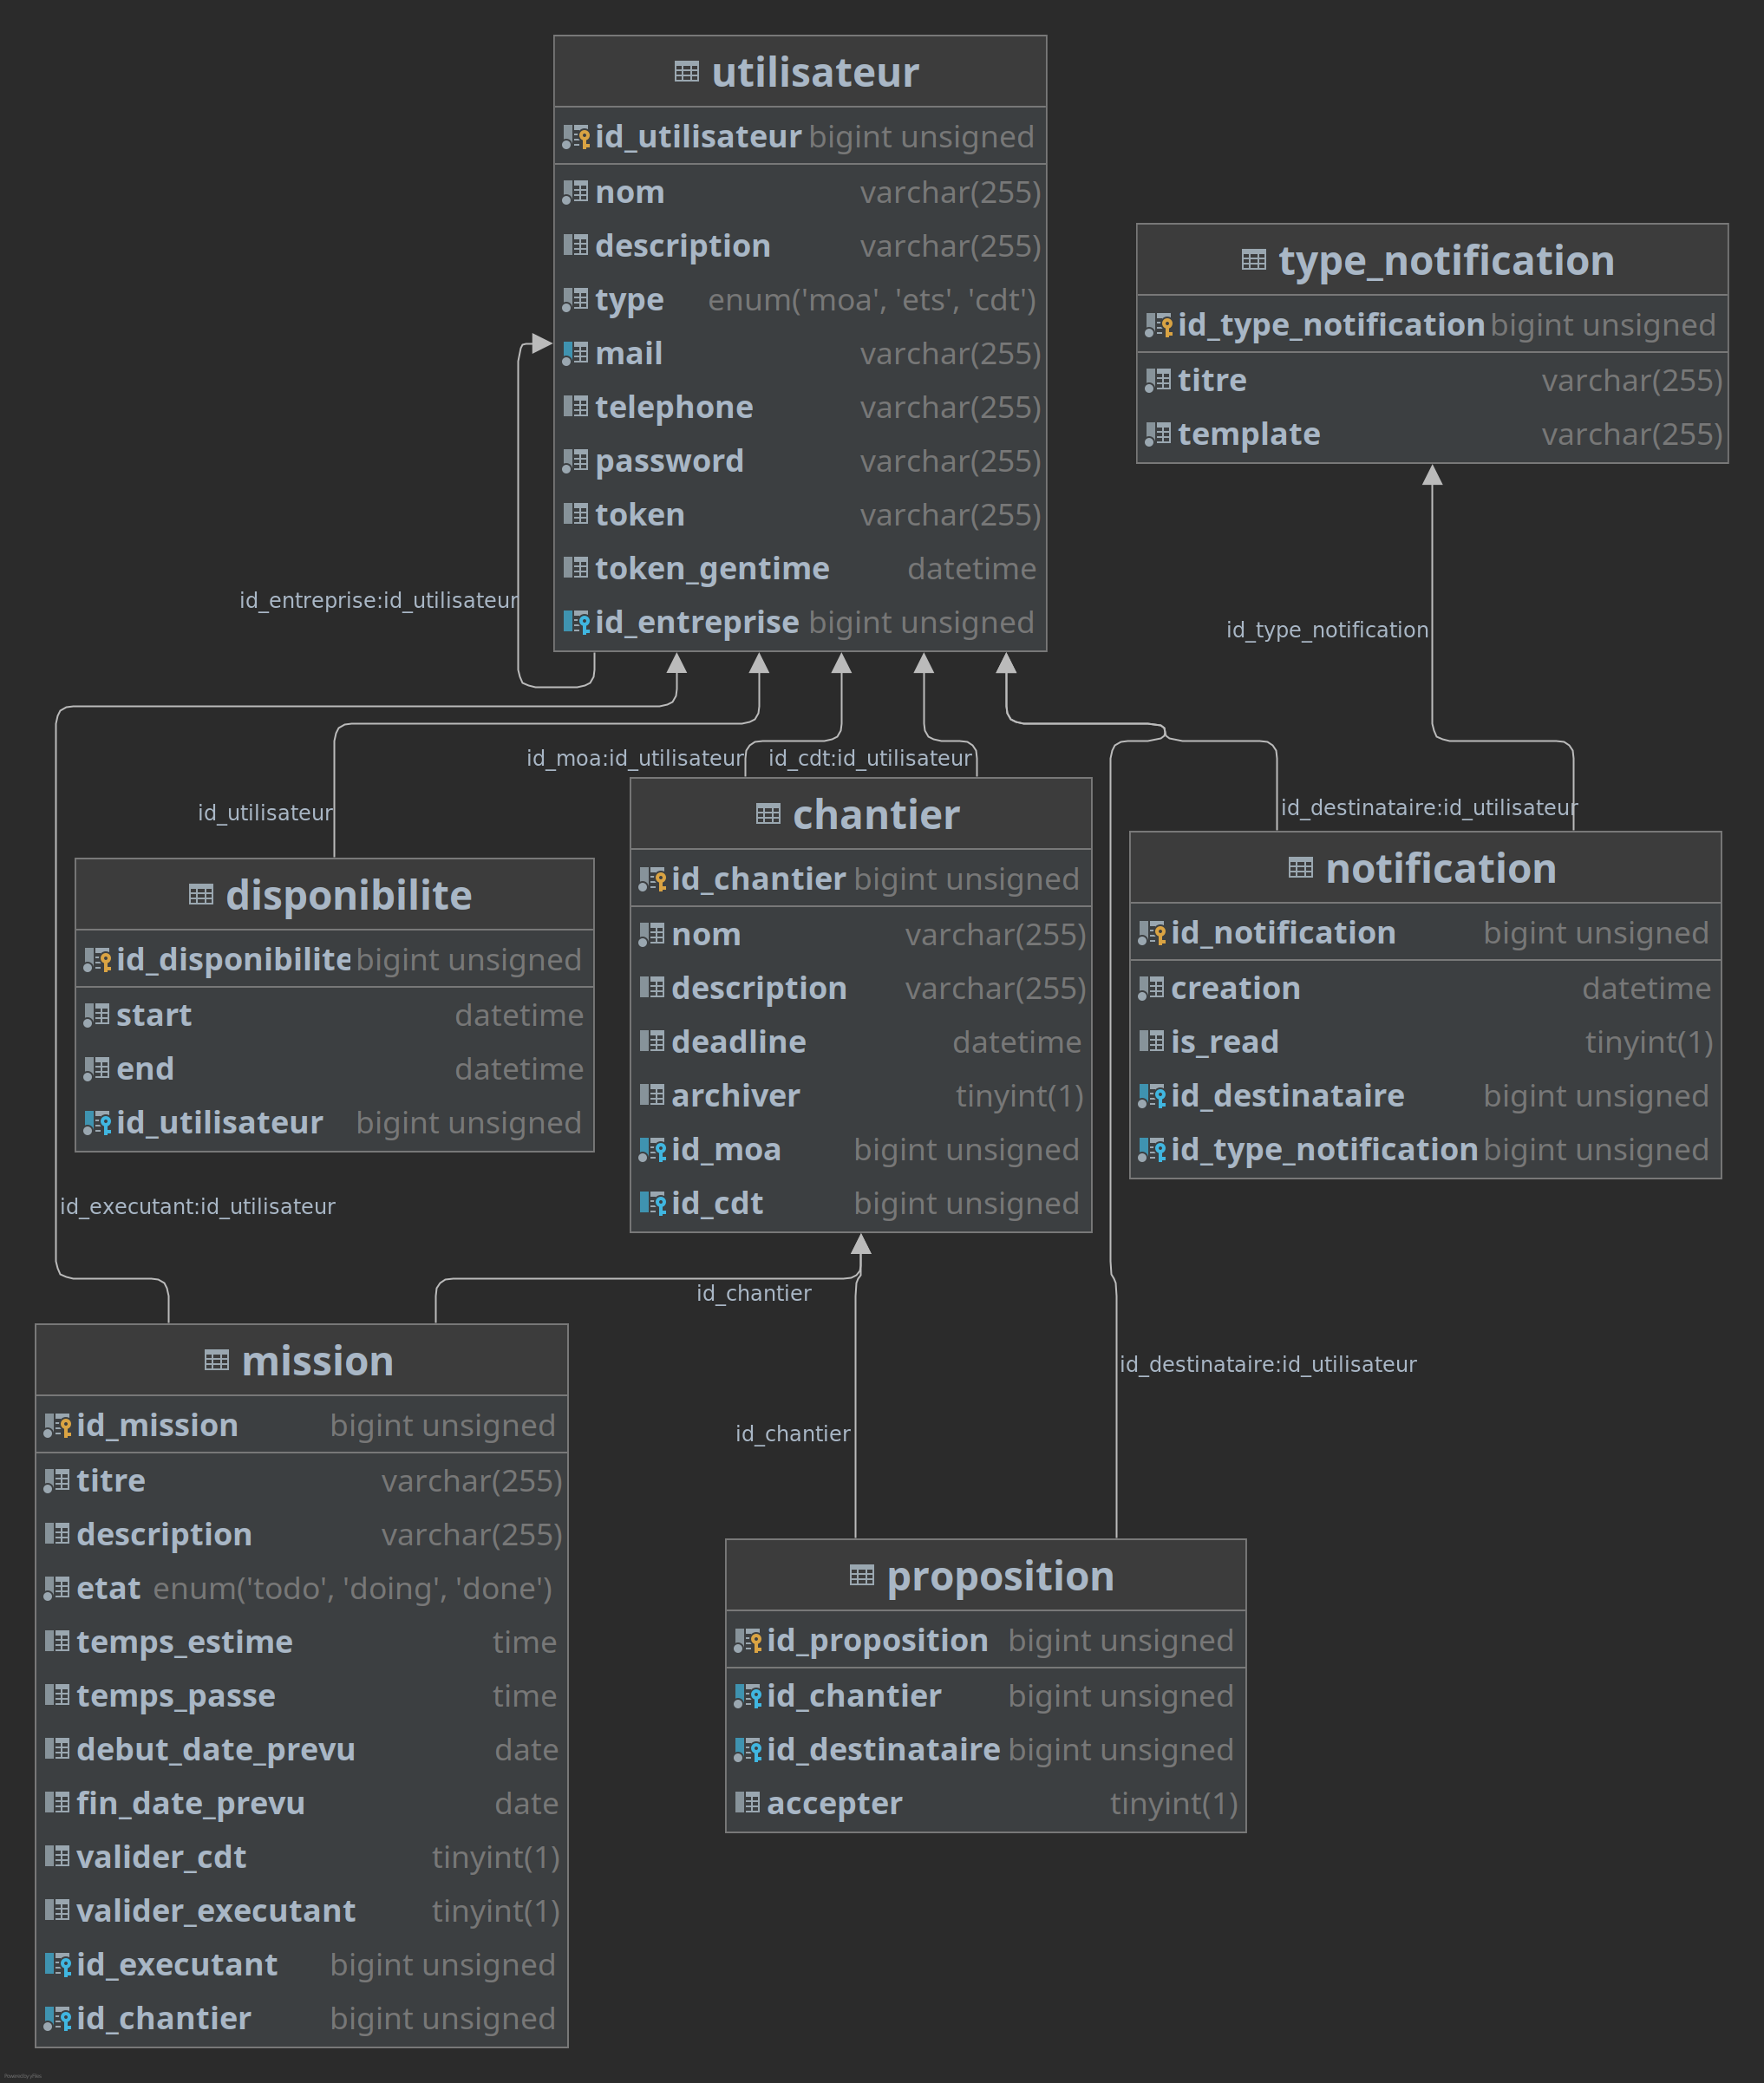 utilisateur
id_utilisateur bigint unsigned
nom varchar(255)
description varchar(255)
type enum('moa', 'ets', 'cdt')
mail varchar(255)
telephone varchar(255)
password varchar(255)
token varchar(255)
token_gentime datetime
id_entreprise bigint unsigned
type_notification
id_type_notification bigint unsigned
titre varchar(255)
template varchar(255)
id_entreprise:id_utilisateur
id_type_notification
id_moa:id_utilisateur
id_cdt:id_utilisateur
id_utilisateur
id_destinataire:id_utilisateur
disponibilite
id_disponibilite bigint unsigned
start datetime
end datetime
id_utilisateur bigint unsigned
chantier
id_chantier bigint unsigned
nom varchar(255)
description varchar(255)
deadline datetime
archiver tinyint(1)
id_moa bigint unsigned
id_cdt bigint unsigned
notification
id_notification bigint unsigned
creation datetime
is_read tinyint(1)
id_destinataire bigint unsigned
id_type_notification bigint unsigned
id_executant:id_utilisateur
id_chantier
id_destinataire:id_utilisateur
id_chantier
mission
id_mission bigint unsigned
titre varchar(255)
description varchar(255)
etat enum('todo', 'doing', 'done')
temps_estime time
temps_passe time
debut_date_prevu date
fin_date_prevu date
valider_cdt tinyint(1)
valider_executant tinyint(1)
id_executant bigint unsigned
id_chantier bigint unsigned
proposition
id_proposition bigint unsigned
id_chantier bigint unsigned
id_destinataire bigint unsigned
accepter tinyint(1)
Powered by yFiles